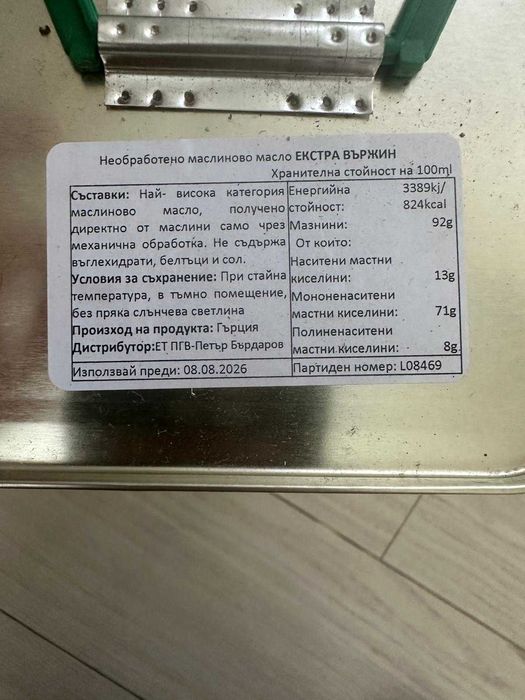 Необработено маслиново масло ЕКСТРА ВЪРЖИН
Хранителна стойност на 100ml
Съставки: Най- висока категория
маслиново масло, получено
директно от маслини само чрез
механична обработка. Не съдържа
въглехидрати, белтъци и сол.
Условия за съхранение: При стайна
температура, в тъмно помещение,
без пряка слънчева светлина
Произход на продукта: Гърция
Дистрибутор:ЕТ ПГВ-Петър Бърдаров
Енергийна 3389kj/
стойност: 824kcal
Мазнини: 92g
От които:
Наситени мастни
киселини: 13g
Мононенаситени
мастни киселини: 71g
Полиненаситени
мастни киселини: 8g
Използвай преди: 08.08.2026
Партиден номер: L08469